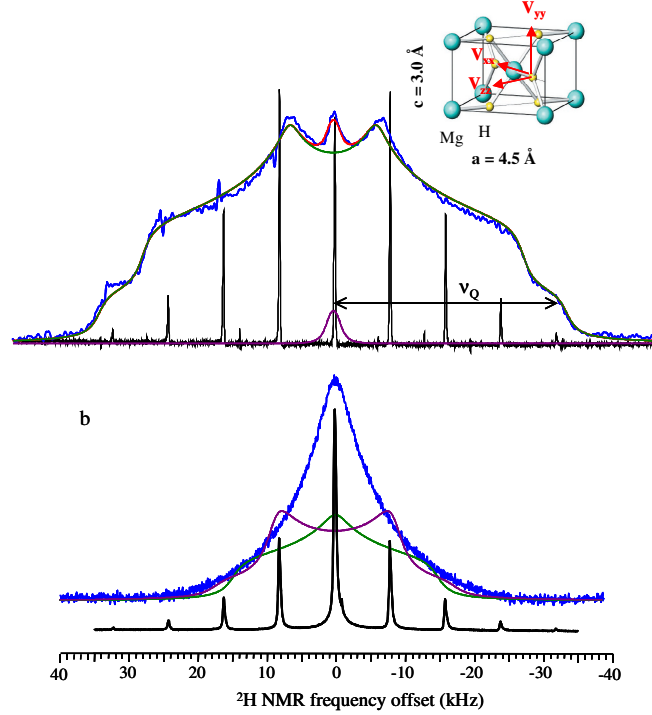 V_yy
V_xx
V_zz
c = 3.0 Å
Mg H
a = 4.5 Å
ν_Q
b
40 30 20 10 0 -10 -20 -30 -40
²H NMR frequency offset (kHz)